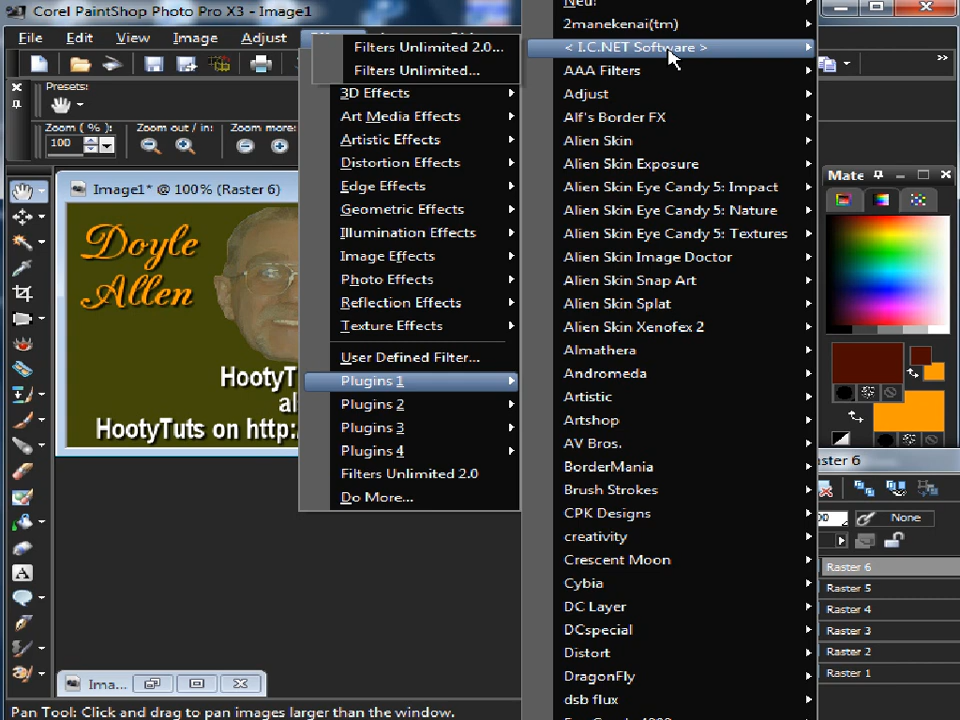 Corel PaintShop Photo Pro X3 - Image1
File Edit View Image Adjust
Presets:
Zoom ( % ): Zoom out / in: Zoom more:
100
Image1* @ 100% (Raster 6)
Doyle
Allen
HootyT
al
HootyTuts on http:
Filters Unlimited 2.0...
Filters Unlimited...
3D Effects
Art Media Effects
Artistic Effects
Distortion Effects
Edge Effects
Geometric Effects
Illumination Effects
Image Effects
Photo Effects
Reflection Effects
Texture Effects
User Defined Filter...
Plugins 1
Plugins 2
Plugins 3
Plugins 4
Filters Unlimited 2.0
Do More...
2manekenai(tm)
< I.C.NET Software >
AAA Filters
Adjust
Alf's Border FX
Alien Skin
Alien Skin Exposure
Alien Skin Eye Candy 5: Impact
Alien Skin Eye Candy 5: Nature
Alien Skin Eye Candy 5: Textures
Alien Skin Image Doctor
Alien Skin Snap Art
Alien Skin Splat
Alien Skin Xenofex 2
Almathera
Andromeda
Artistic
Artshop
AV Bros.
BorderMania
Brush Strokes
CPK Designs
creativity
Crescent Moon
Cybia
DC Layer
DCspecial
Distort
DragonFly
dsb flux
Mate
ster 6
None
Raster 6
Raster 5
Raster 4
Raster 3
Raster 2
Raster 1
Ima...
Pan Tool: Click and drag to pan images larger than the window.